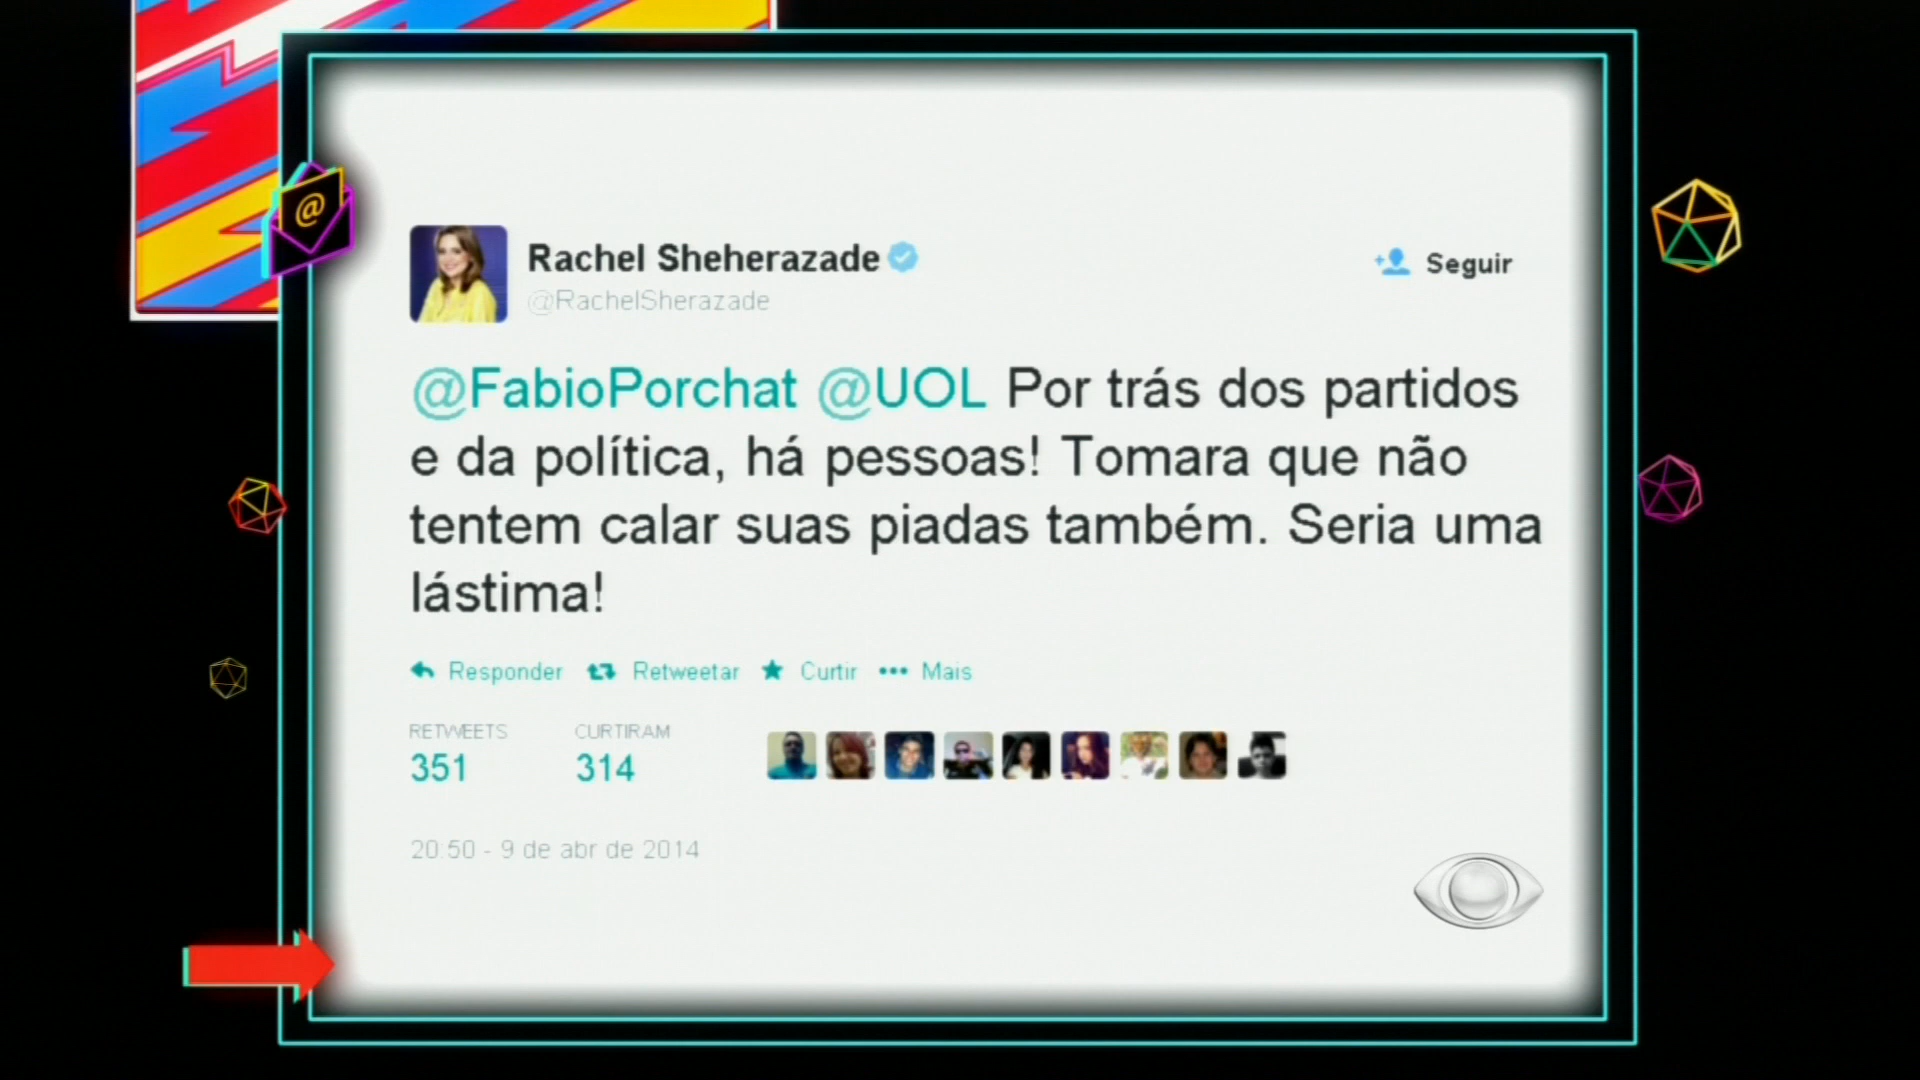 @
Rachel Sheherazade
@RachelSherazade
Seguir
@FabioPorchat @UOL Por trás dos partidos
e da política, há pessoas! Tomara que não
tentem calar suas piadas também. Seria uma
lástima!
Responder Retweetar Curtir Mais
RETWEETS CURTIRAM
351 314
20:50 - 9 de abr de 2014